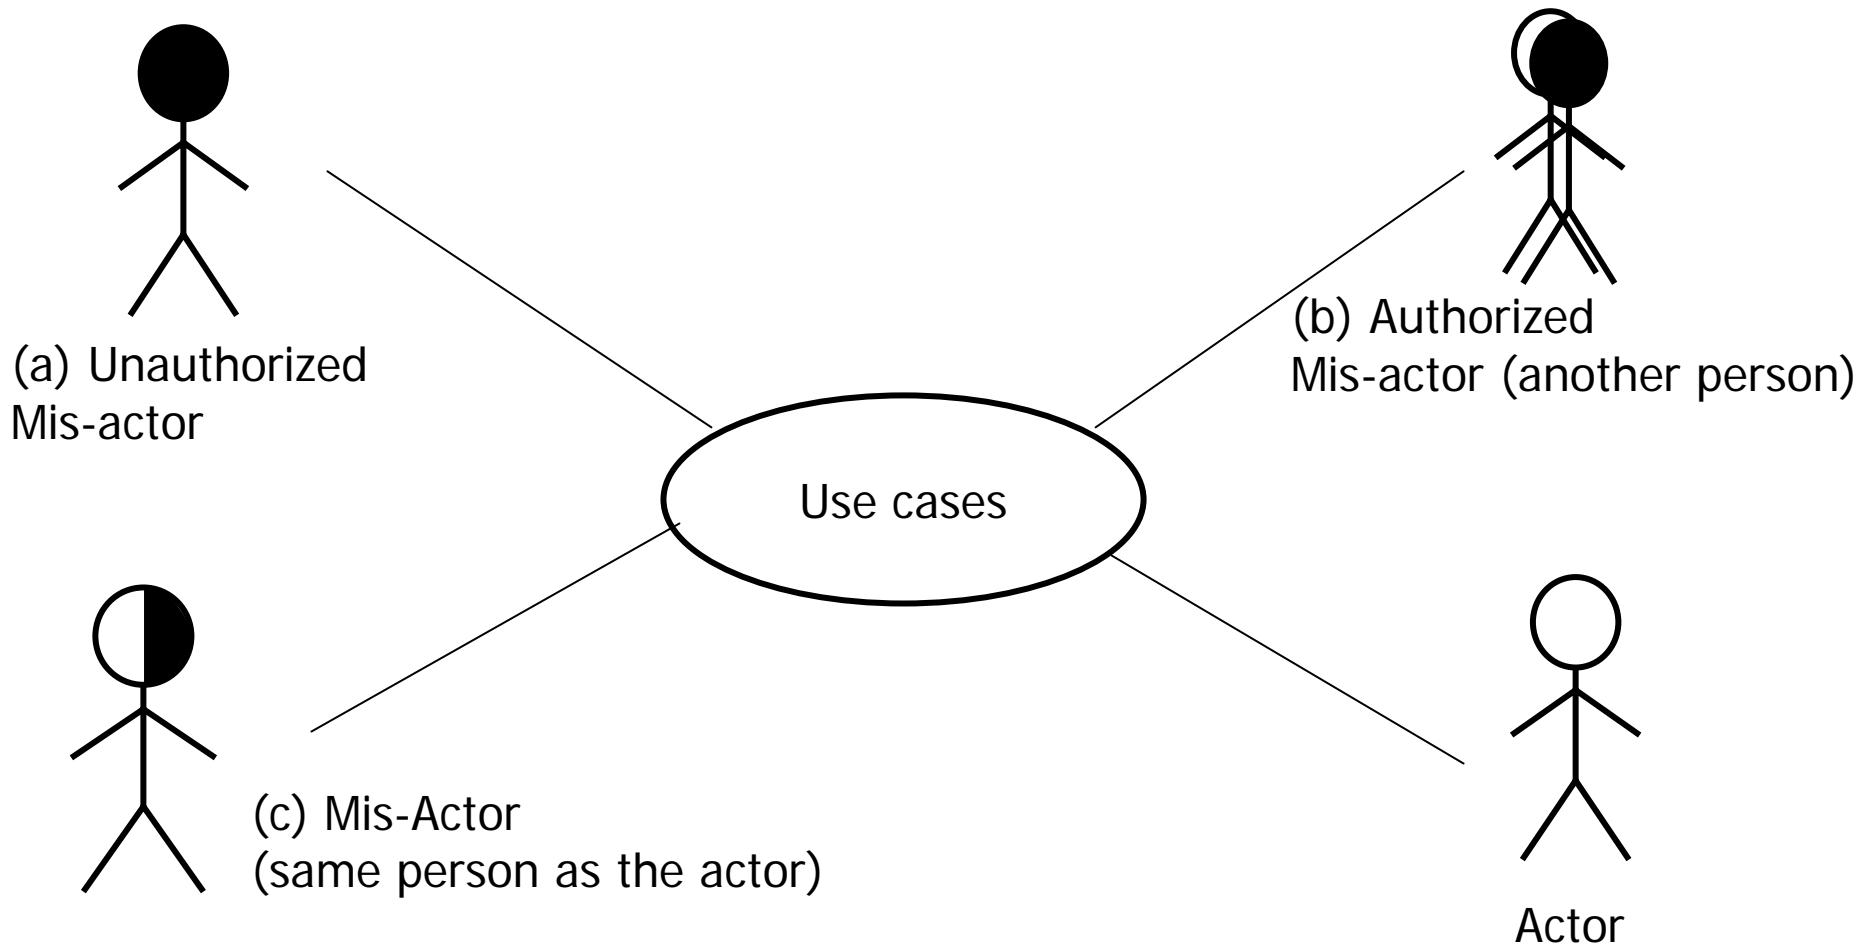 (a) Unauthorized
Mis-actor
(b) Authorized
Mis-actor (another person)
Use cases
(c) Mis-Actor
(same person as the actor)
Actor